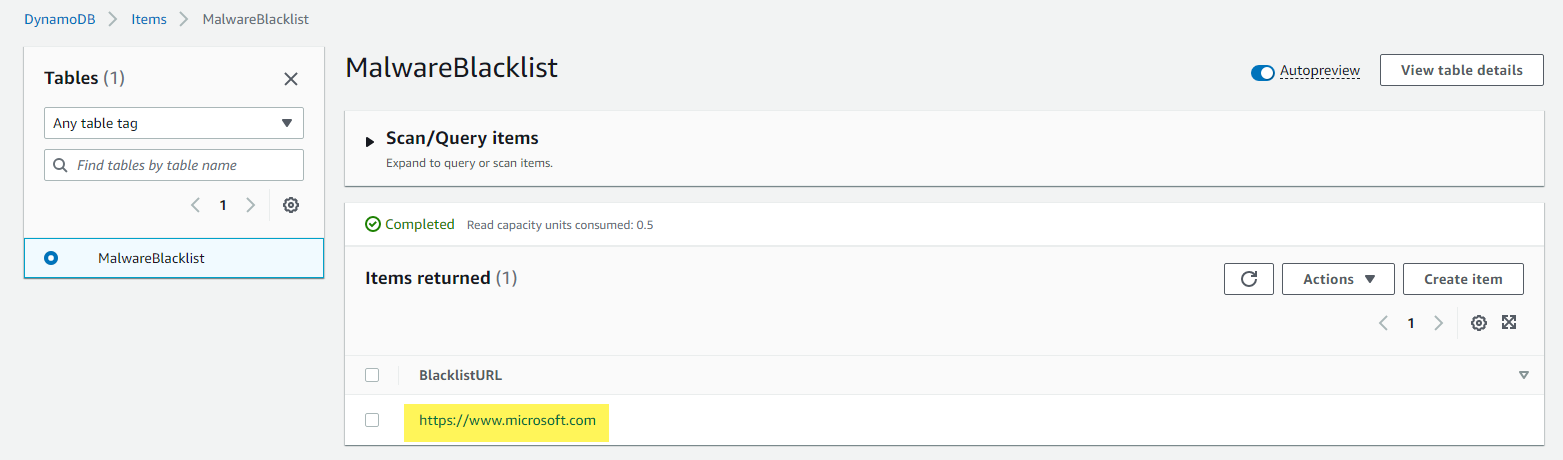 DynamoDB > Items > MalwareBlacklist
Tables (1)
Any table tag
Find tables by table name
1
MalwareBlacklist
MalwareBlacklist
Autopreview
View table details
Scan/Query items
Expand to query or scan items.
Completed Read capacity units consumed: 0.5
Items returned (1)
Actions
Create item
1
BlacklistURL
https://www.microsoft.com